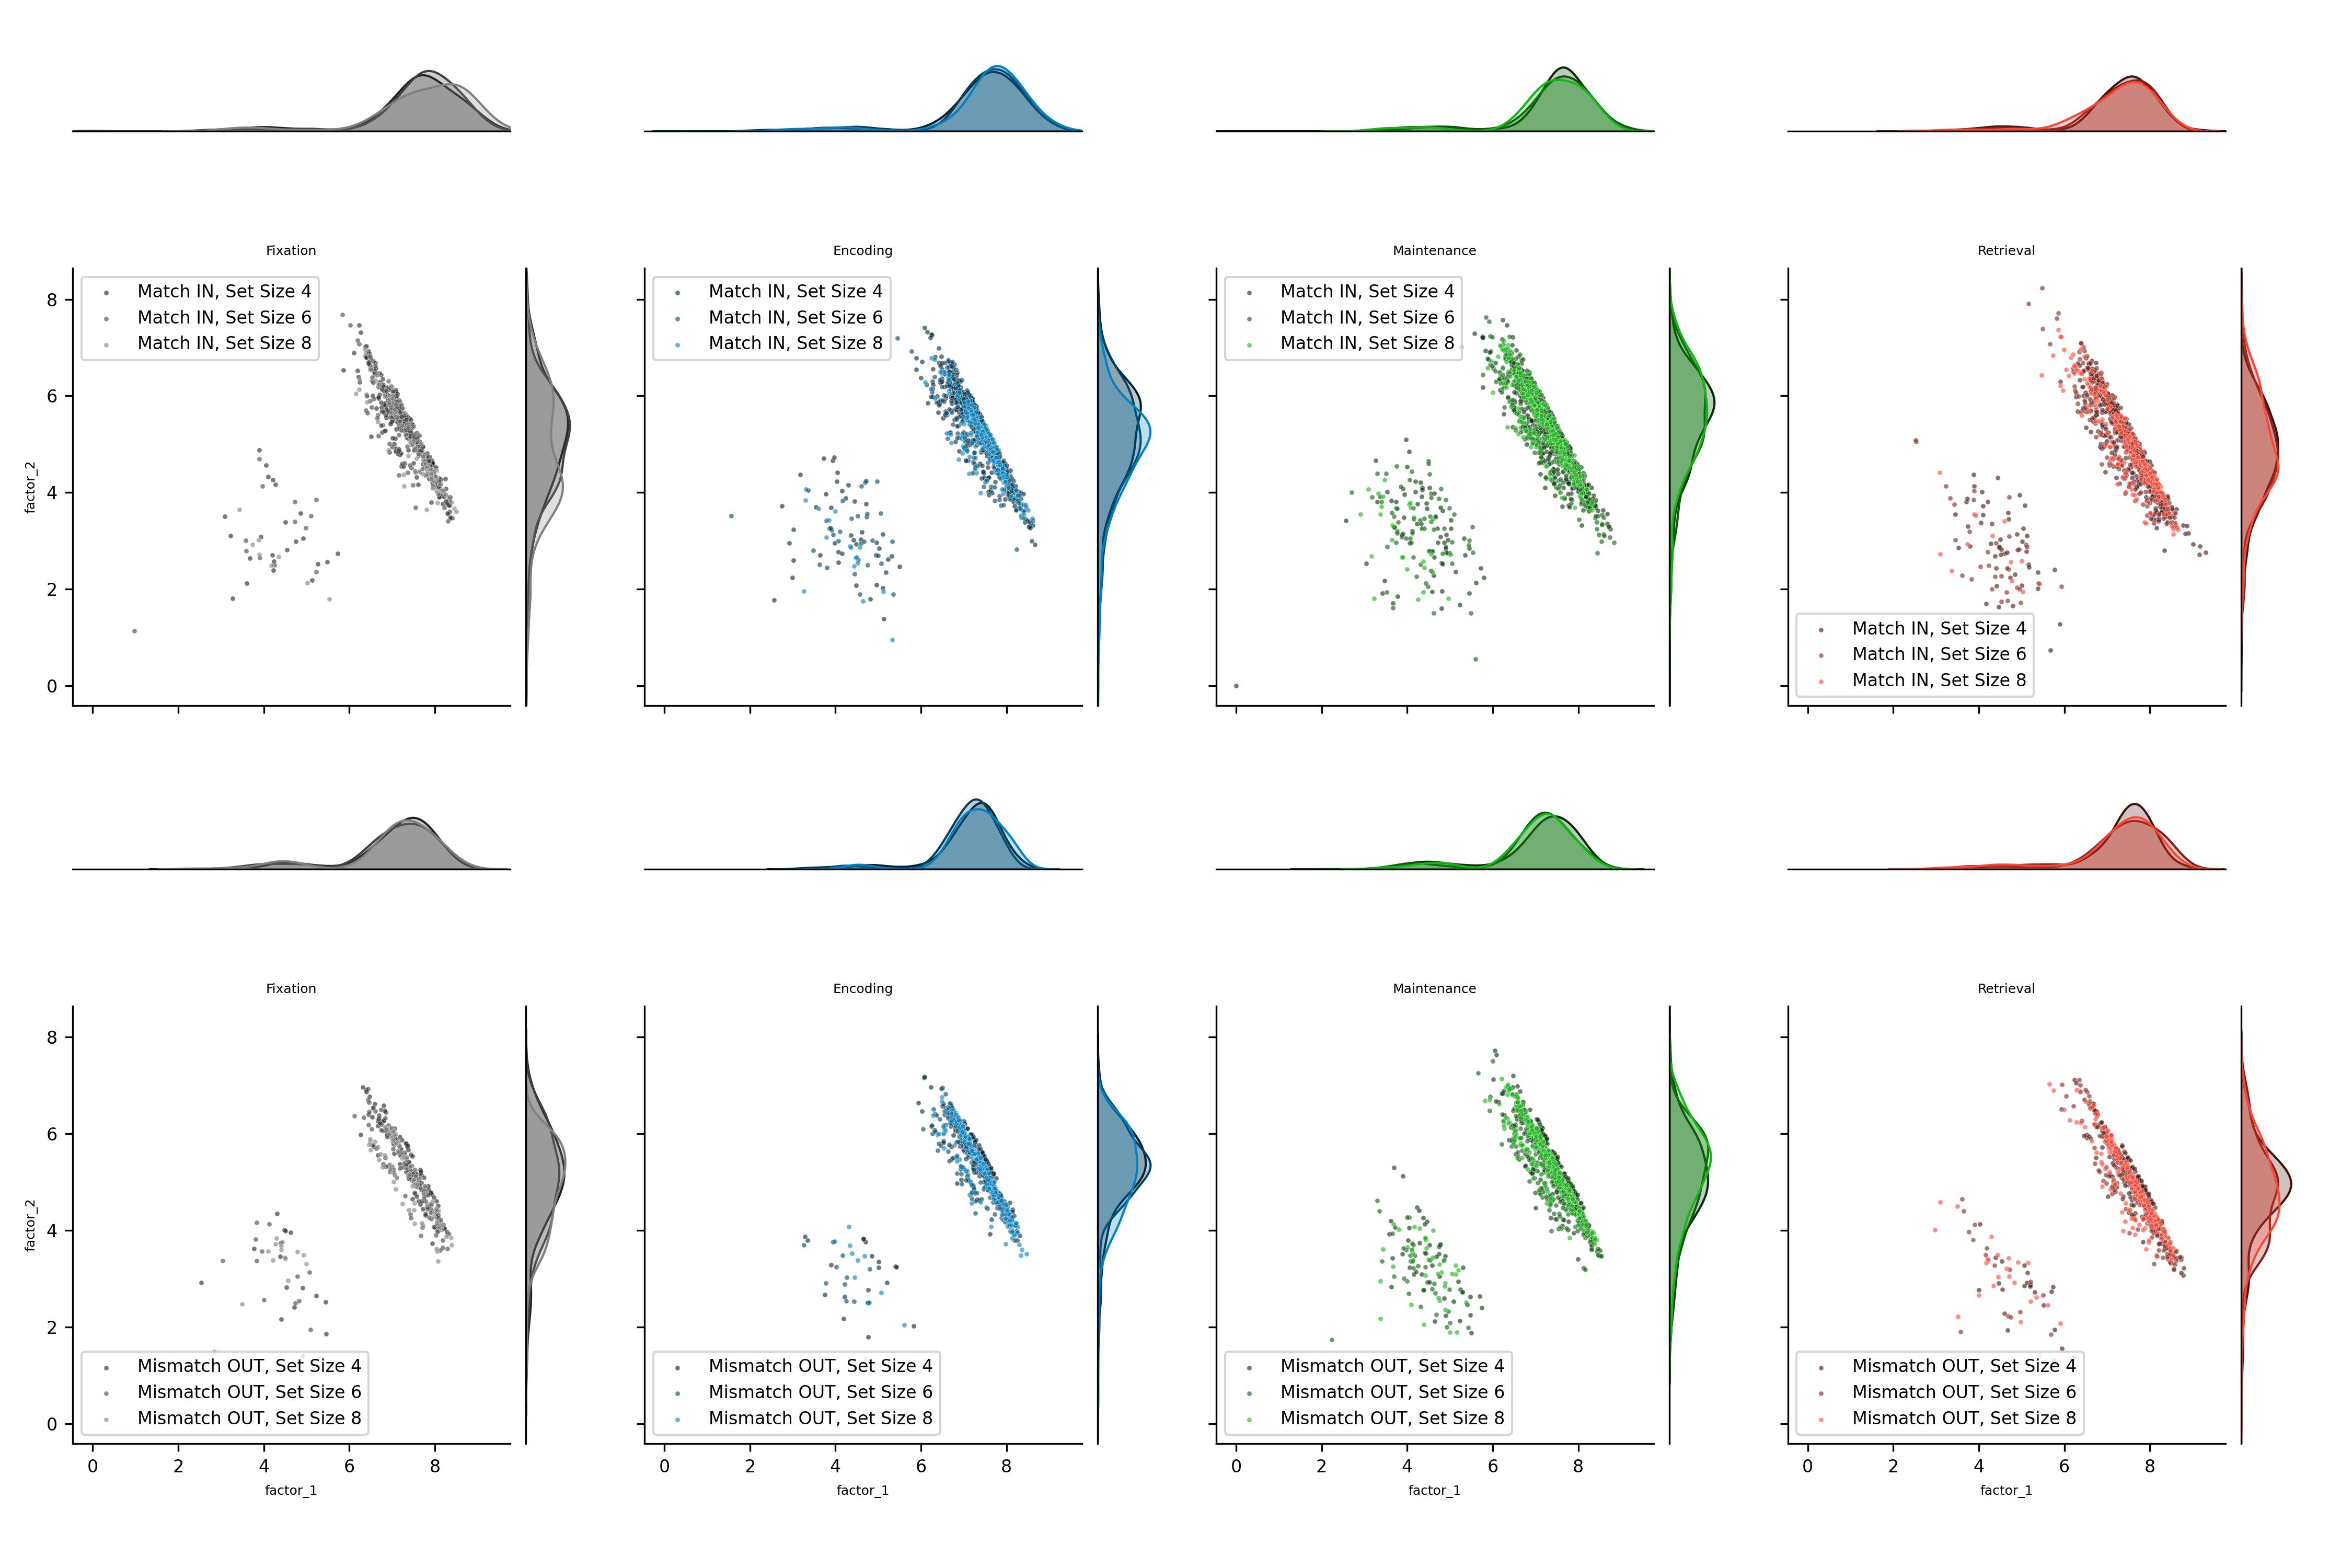 Fixation
Encoding
Maintenance
Retrieval
Match IN, Set Size 4
Match IN, Set Size 6
Match IN, Set Size 8
Match IN, Set Size 4
Match IN, Set Size 6
Match IN, Set Size 8
Match IN, Set Size 4
Match IN, Set Size 6
Match IN, Set Size 8
Match IN, Set Size 4
Match IN, Set Size 6
Match IN, Set Size 8
factor_2
8
6
4
2
0
Fixation
Encoding
Maintenance
Retrieval
factor_2
8
6
4
2
0
Mismatch OUT, Set Size 4
Mismatch OUT, Set Size 6
Mismatch OUT, Set Size 8
Mismatch OUT, Set Size 4
Mismatch OUT, Set Size 6
Mismatch OUT, Set Size 8
Mismatch OUT, Set Size 4
Mismatch OUT, Set Size 6
Mismatch OUT, Set Size 8
Mismatch OUT, Set Size 4
Mismatch OUT, Set Size 6
Mismatch OUT, Set Size 8
0 2 4 6 8
0 2 4 6 8
0 2 4 6 8
0 2 4 6 8
factor_1
factor_1
factor_1
factor_1